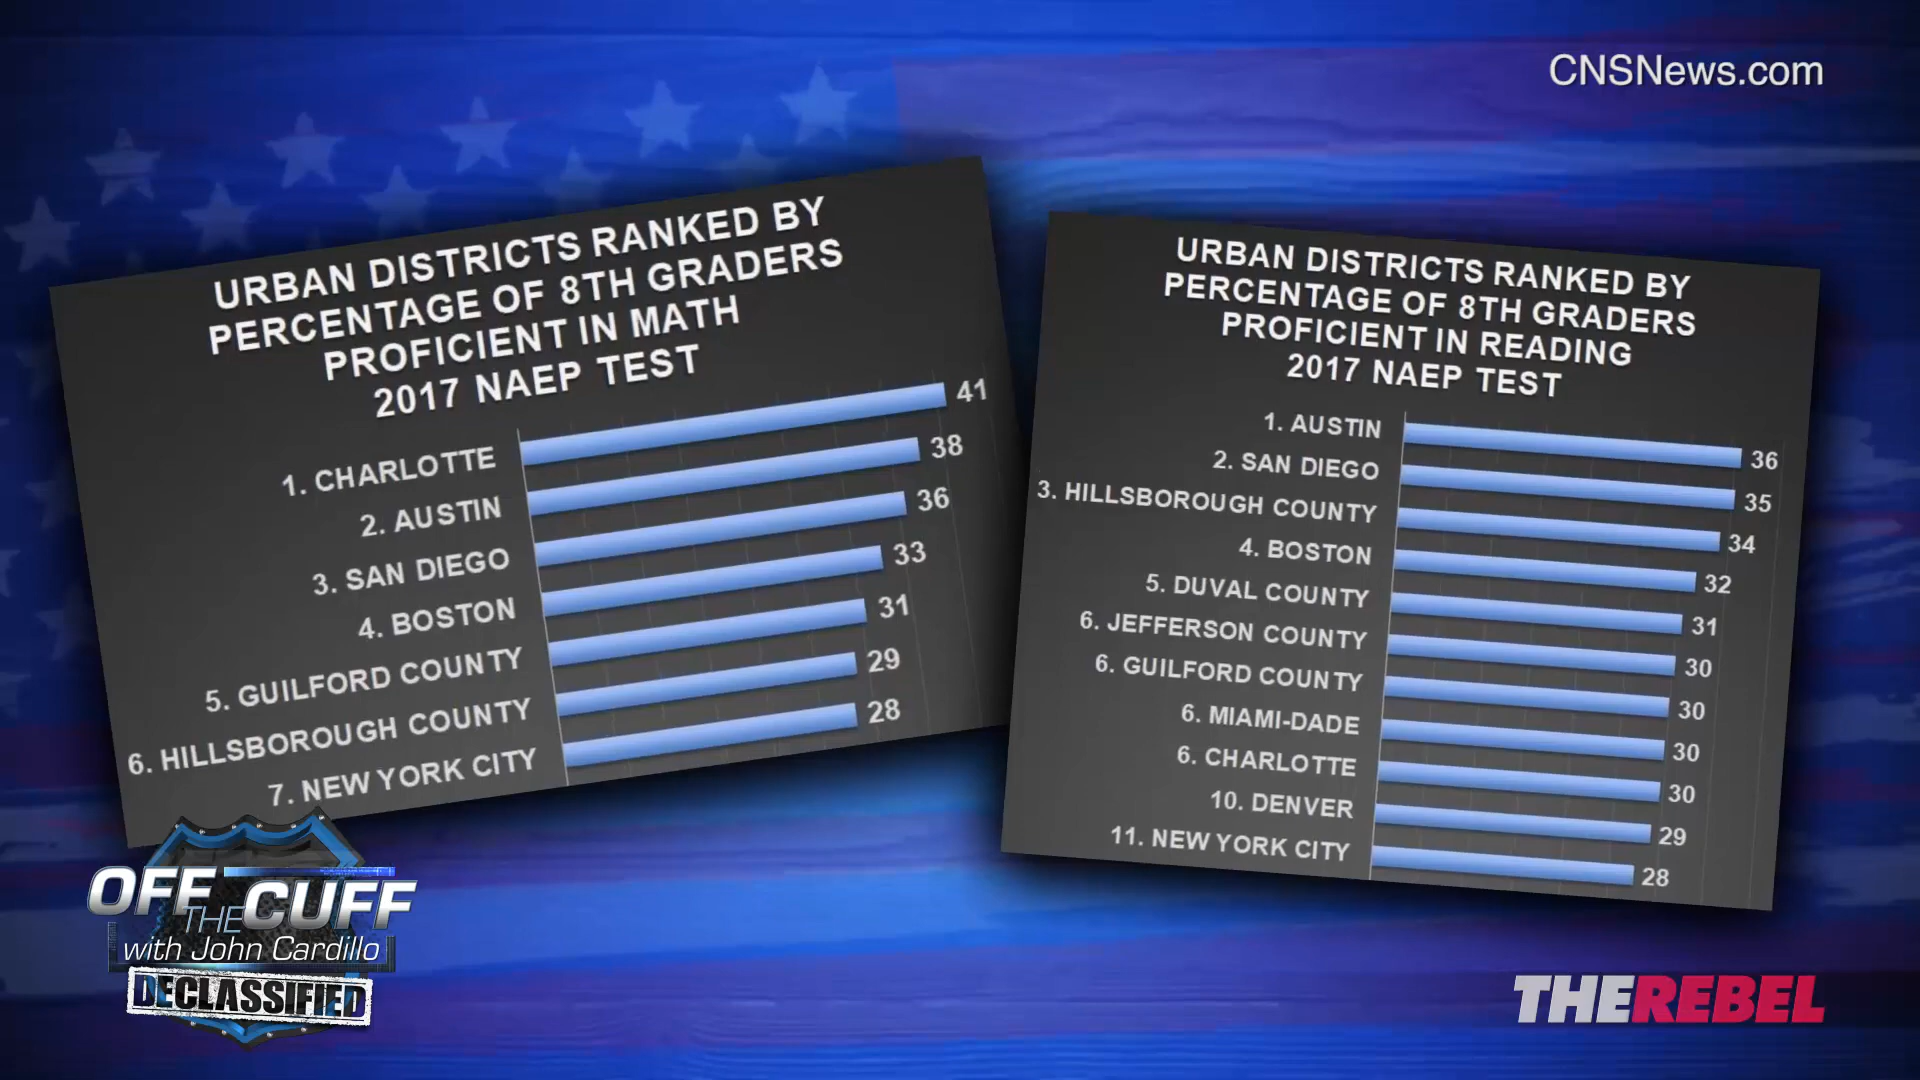 CNSNews.com
URBAN DISTRICTS RANKED BY
PERCENTAGE OF 8TH GRADERS
PROFICIENT IN MATH
2017 NAEP TEST
1. CHARLOTTE 41
2. AUSTIN 38
3. SAN DIEGO 36
4. BOSTON 33
5. GUILFORD COUNTY 31
6. HILLSBOROUGH COUNTY 29
7. NEW YORK CITY 28
URBAN DISTRICTS RANKED BY
PERCENTAGE OF 8TH GRADERS
PROFICIENT IN READING
2017 NAEP TEST
1. AUSTIN 36
2. SAN DIEGO 35
3. HILLSBOROUGH COUNTY 34
4. BOSTON 32
5. DUVAL COUNTY 31
6. JEFFERSON COUNTY 30
6. GUILFORD COUNTY 30
6. MIAMI-DADE 30
6. CHARLOTTE 30
10. DENVER 29
11. NEW YORK CITY 28
OFF THE CUFF
with John Cardillo
DECLASSIFIED
THEREBEL